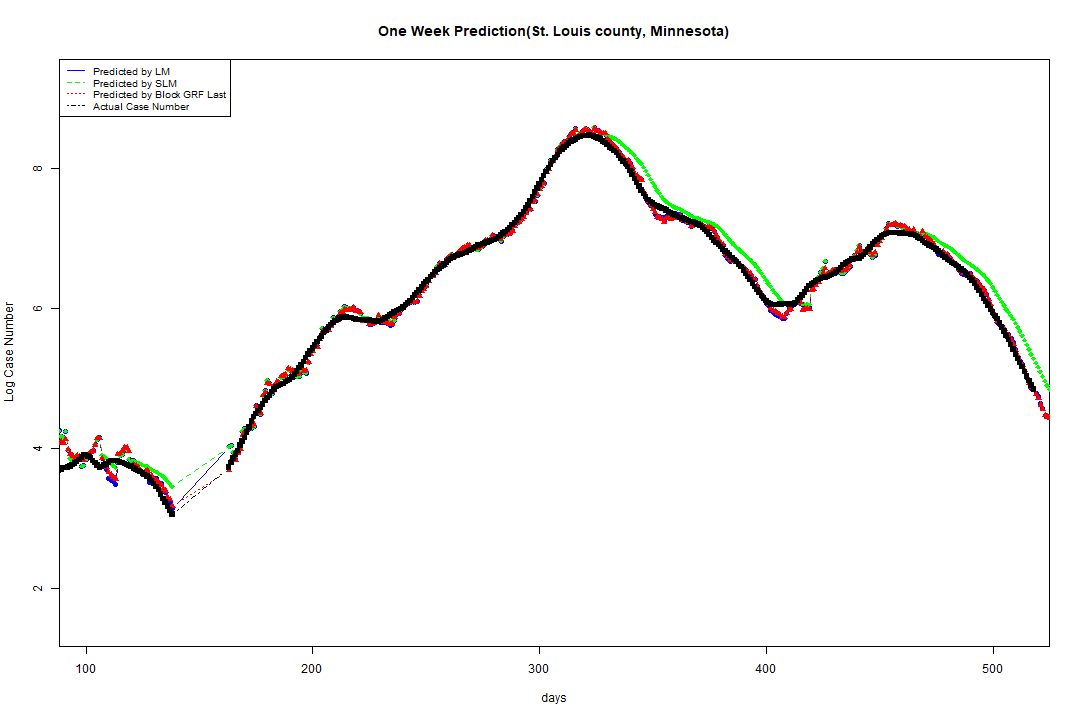 One Week Prediction(St. Louis county, Minnesota)
Predicted by LM
Predicted by SLM
Predicted by Block GRF Last
Actual Case Number
8
6
4
2
Log Case Number
100 200 300 400 500
days